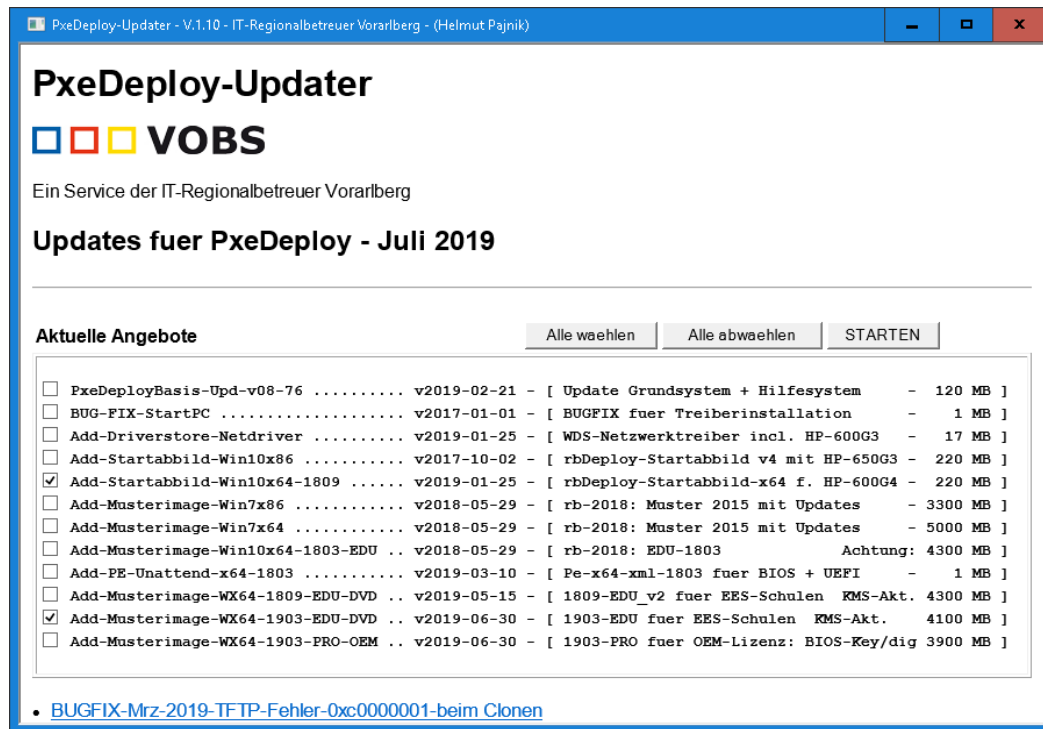 PxeDeploy-Updater - V.1.10 - IT-Regionalbetreuer Vorarlberg - (Helmut Pajnik)
PxeDeploy-Updater
VOBS
Ein Service der IT-Regionalbetreuer Vorarlberg
Updates fuer PxeDeploy - Juli 2019
Aktuelle Angebote Alle waehlen Alle abwaehlen STARTEN
PxeDeployBasis-Upd-v08-76 .......... v2019-02-21 - [ Update Grundsystem + Hilfesystem - 120 MB ]
BUG-FIX-StartPC ................... v2017-01-01 - [ BUGFIX fuer Treiberinstallation - 1 MB ]
Add-Driverstore-Netdriver .......... v2019-01-25 - [ WDS-Netzwerktreiber incl. HP-600G3 - 17 MB ]
Add-Startabbild-Win10x86 ........... v2017-10-02 - [ rbDeploy-Startabbild v4 mit HP-650G3 - 220 MB ]
Add-Startabbild-Win10x64-1809 ...... v2019-01-25 - [ rbDeploy-Startabbild-x64 f. HP-600G4 - 220 MB ]
Add-Musterimage-Win7x86 ............ v2018-05-29 - [ rb-2018: Muster 2015 mit Updates - 3300 MB ]
Add-Musterimage-Win7x64 ............ v2018-05-29 - [ rb-2018: Muster 2015 mit Updates - 5000 MB ]
Add-Musterimage-Win10x64-1803-EDU .. v2018-05-29 - [ rb-2018: EDU-1803 Achtung: 4300 MB ]
Add-PE-Unattend-x64-1803 ........... v2019-03-10 - [ Pe-x64-xml-1803 fuer BIOS + UEFI - 1 MB ]
Add-Musterimage-WX64-1809-EDU-DVD .. v2019-05-15 - [ 1809-EDU_v2 fuer EES-Schulen KMS-Akt. 4300 MB ]
Add-Musterimage-WX64-1903-EDU-DVD .. v2019-06-30 - [ 1903-EDU fuer EES-Schulen KMS-Akt. 4100 MB ]
Add-Musterimage-WX64-1903-PRO-OEM .. v2019-06-30 - [ 1903-PRO fuer OEM-Lizenz: BIOS-Key/dig 3900 MB ]
• BUGFIX-Mrz-2019-TFTP-Fehler-0xc0000001-beim Clonen